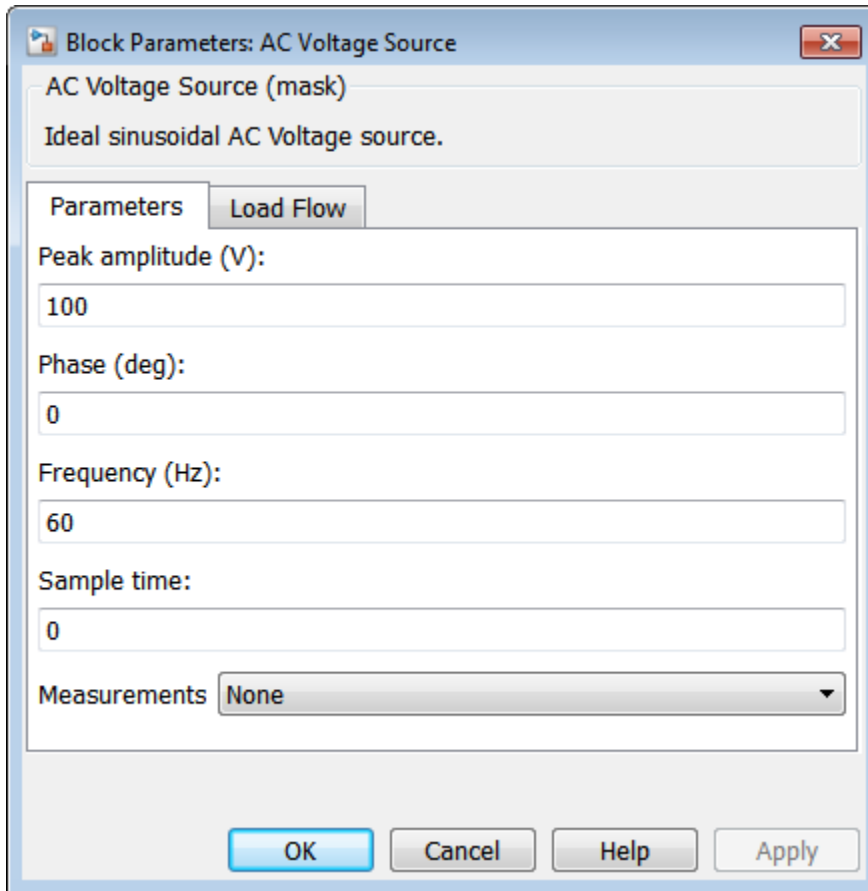 Block Parameters: AC Voltage Source
AC Voltage Source (mask)
Ideal sinusoidal AC Voltage source.
Parameters Load Flow
Peak amplitude (V):
100
Phase (deg):
0
Frequency (Hz):
60
Sample time:
0
Measurements None
OK Cancel Help Apply